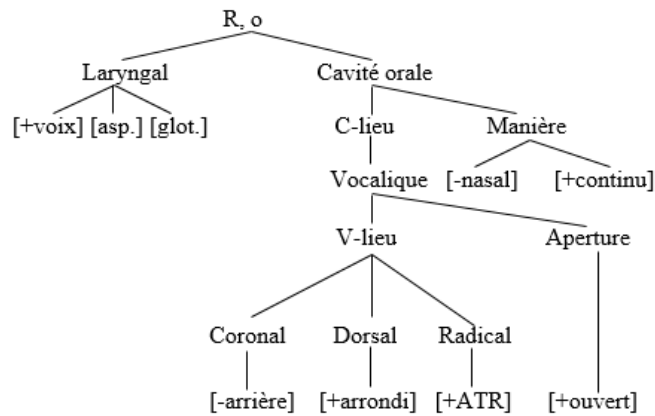 R, o
Laryngal Cavité orale
[+voix] [asp.] [glot.] C-lieu Manière
Vocalique [-nasal] [+continu]
V-lieu Aperture
Coronal Dorsal Radical
[-arrière] [+arrondi] [+ATR] [+ouvert]